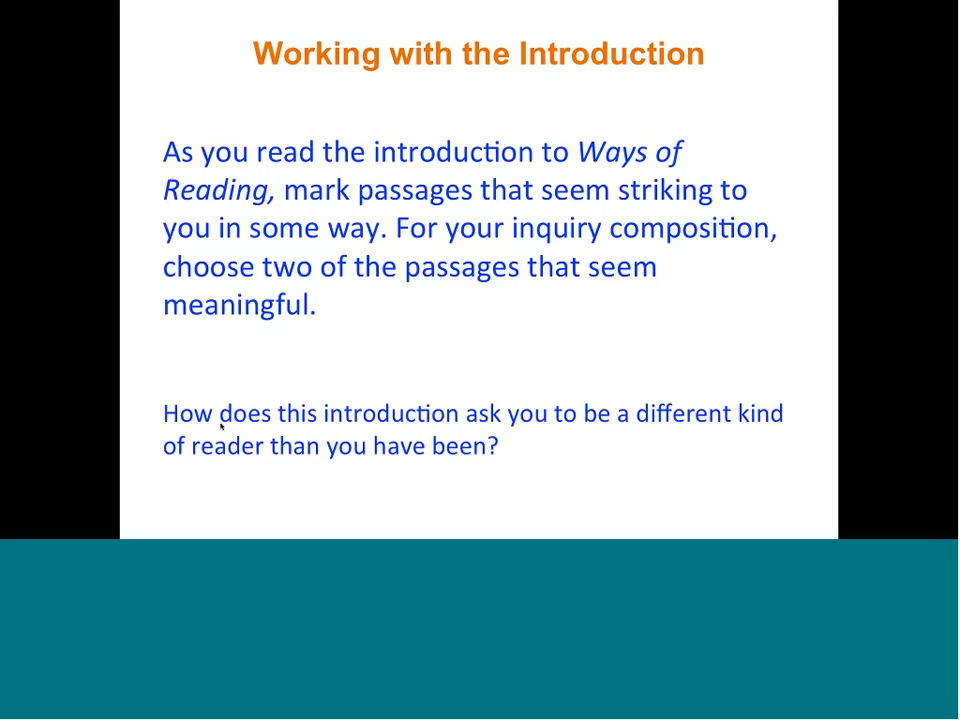 Working with the Introduction
As you read the introduction to Ways of
Reading, mark passages that seem striking to
you in some way. For your inquiry composition,
choose two of the passages that seem
meaningful.
How does this introduction ask you to be a different kind
of reader than you have been?